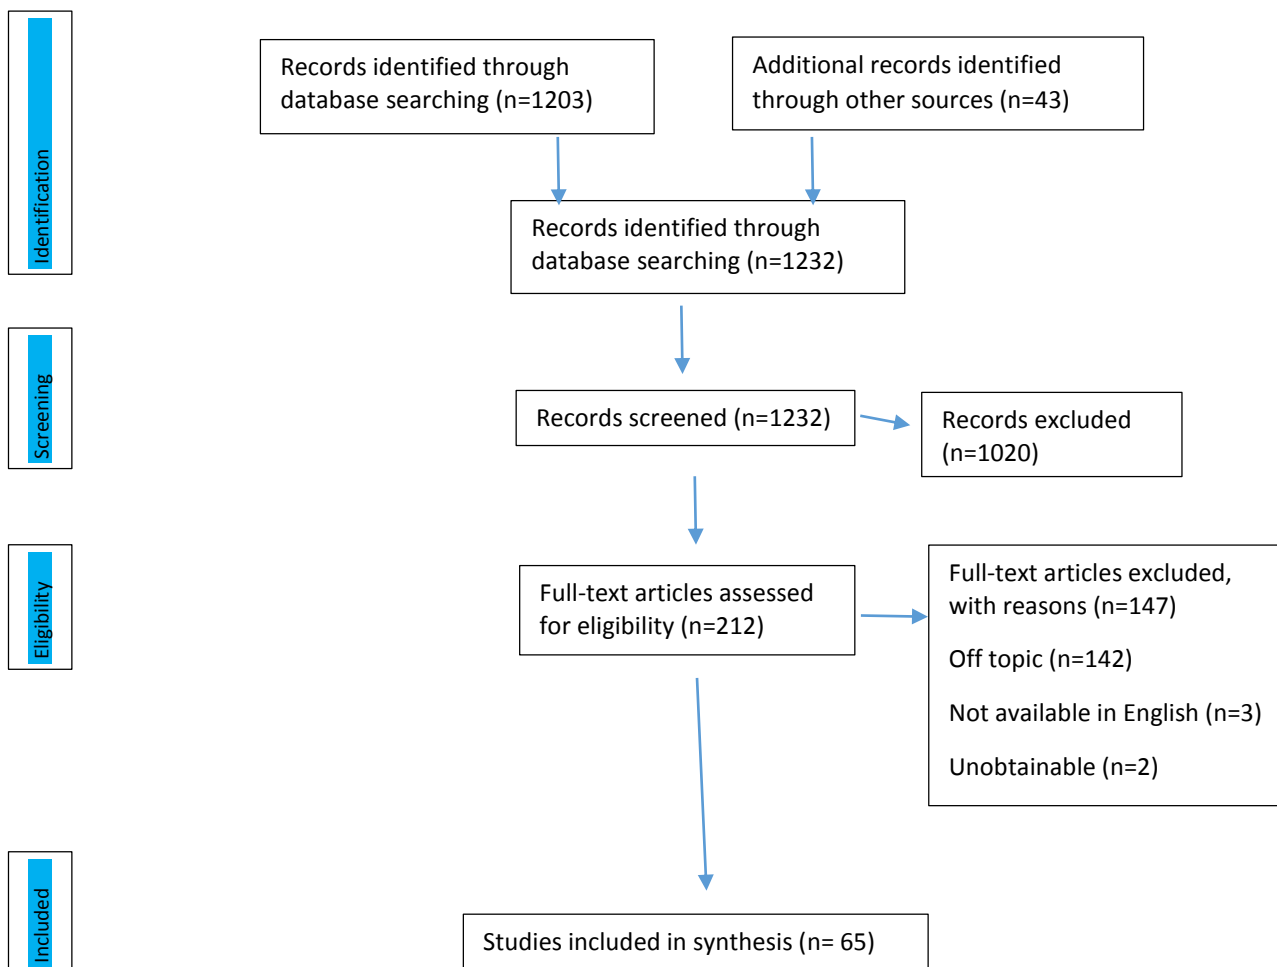 Identification
Records identified through
database searching (n=1203)
Additional records identified
through other sources (n=43)
Records identified through
database searching (n=1232)
Screening
Records screened (n=1232)
Records excluded
(n=1020)
Eligibility
Full-text articles assessed
for eligibility (n=212)
Full-text articles excluded,
with reasons (n=147)
Off topic (n=142)
Not available in English (n=3)
Unobtainable (n=2)
Included
Studies included in synthesis (n= 65)